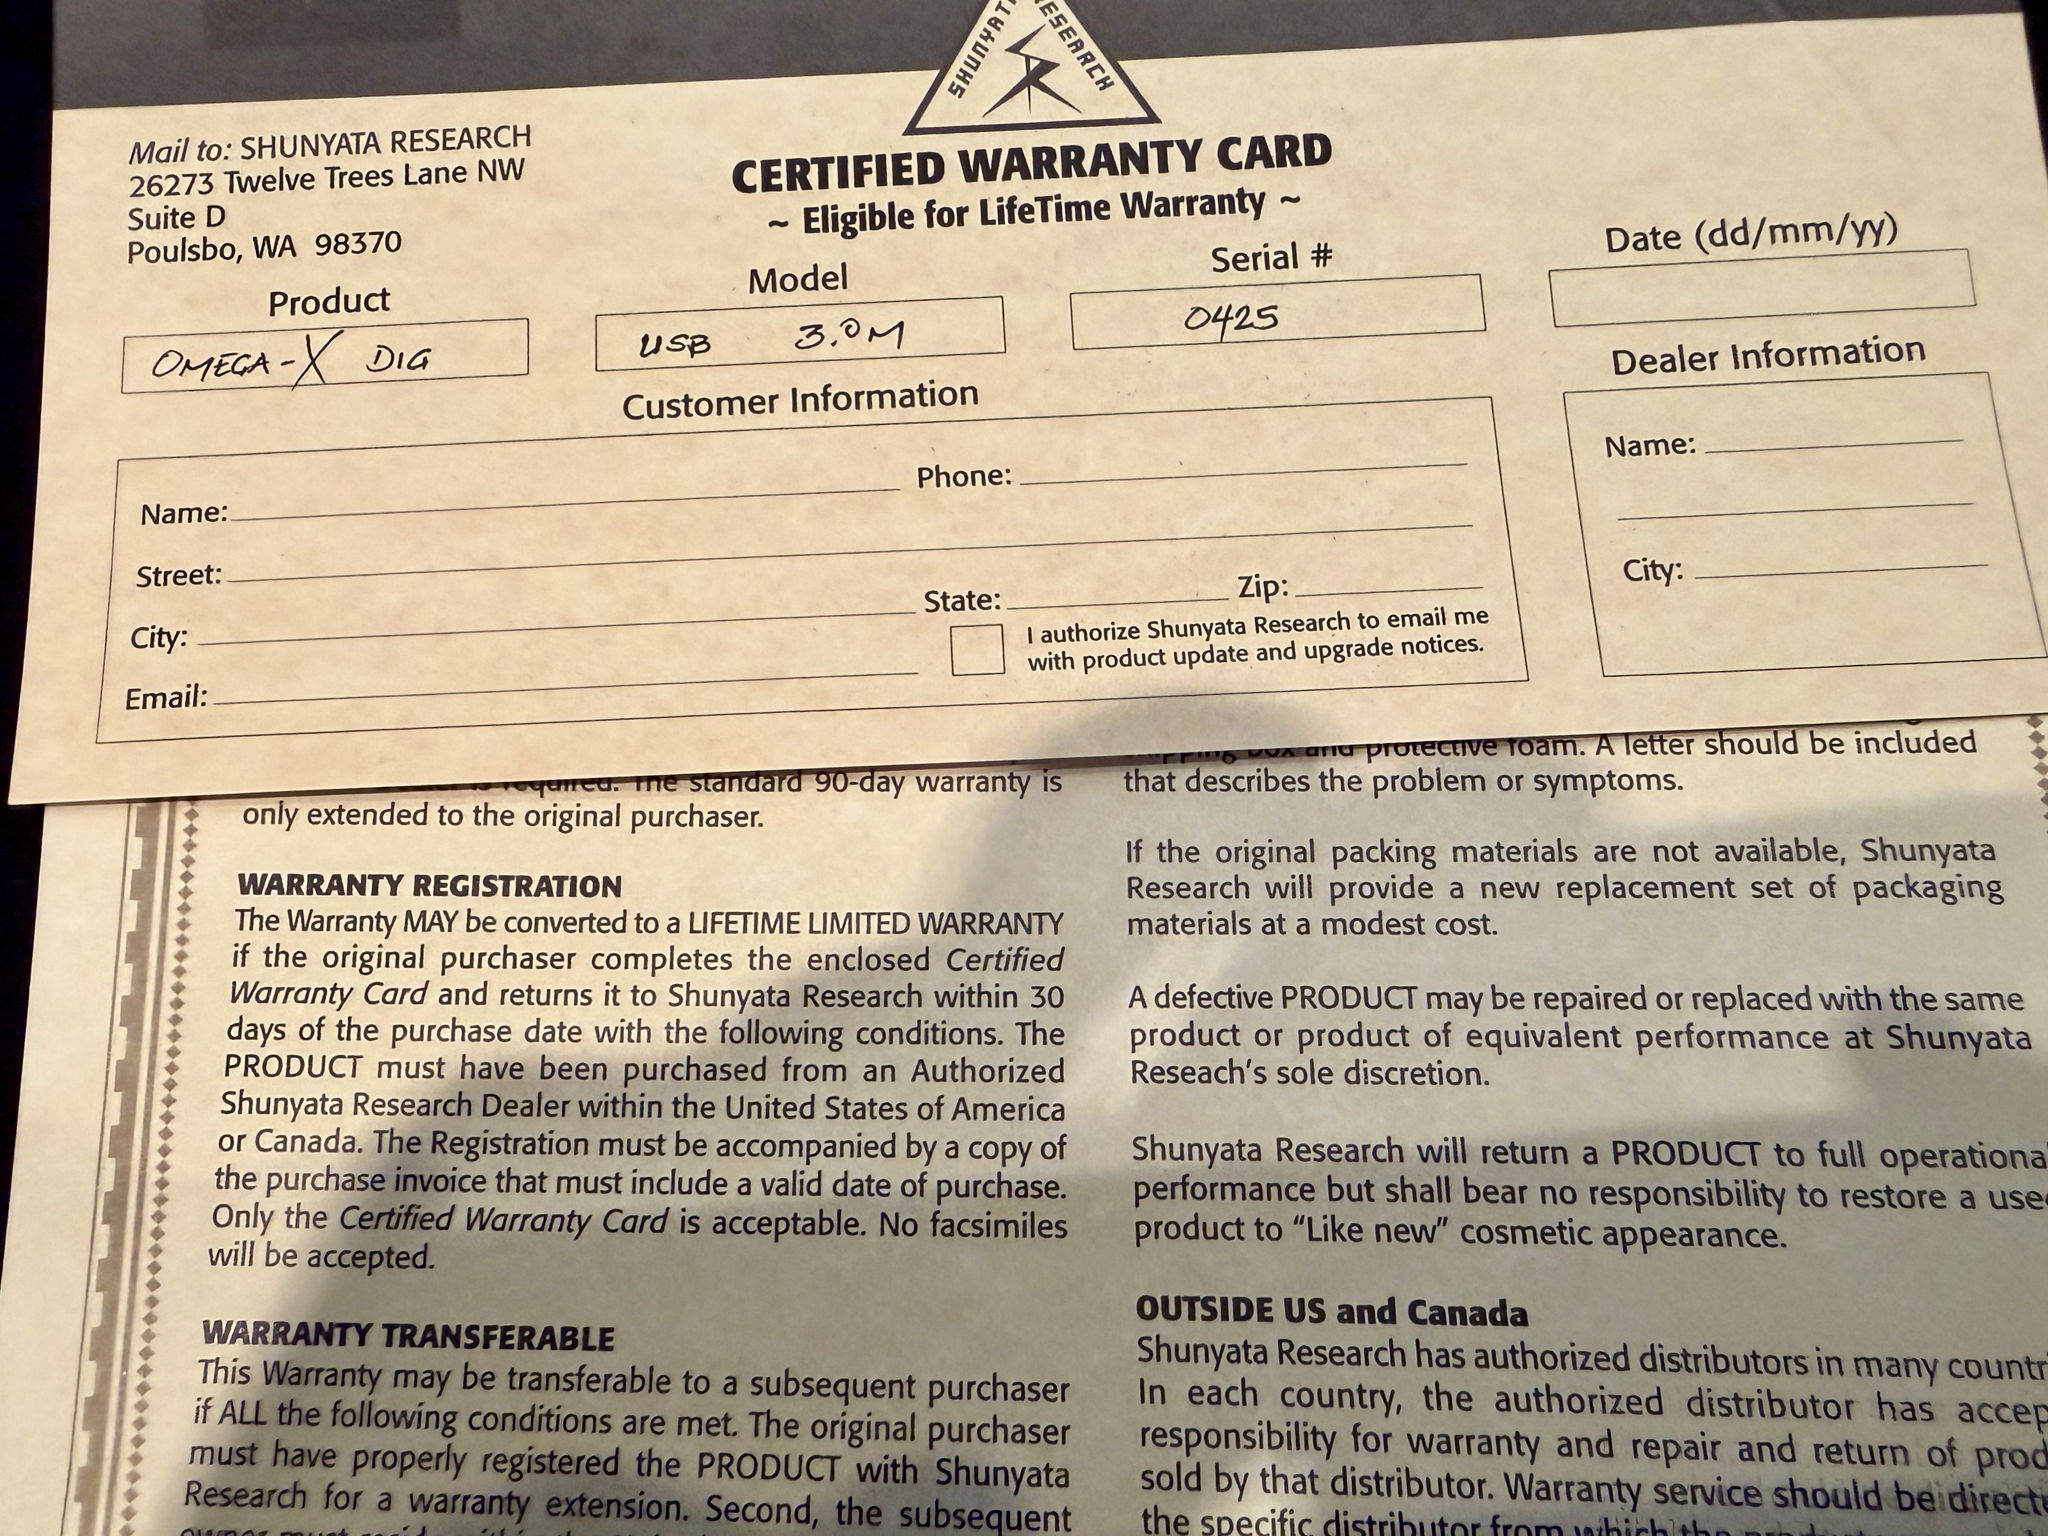 SHUNYATA RESEARCH
Mail to: SHUNYATA RESEARCH
26273 Twelve Trees Lane NW
Suite D
Poulsbo, WA 98370
CERTIFIED WARRANTY CARD
~ Eligible for LifeTime Warranty ~
Product
OMEGA-X DIG
Model
USB 3.0M
Serial #
0425
Date (dd/mm/yy)
Customer Information
Name:
Phone:
Street:
City:
State:
Zip:
Email:
I authorize Shunyata Research to email me
with product update and upgrade notices.
Dealer Information
Name:
City:
is required. The standard 90-day warranty is
only extended to the original purchaser.
WARRANTY REGISTRATION
The Warranty MAY be converted to a LIFETIME LIMITED WARRANTY
if the original purchaser completes the enclosed Certified
Warranty Card and returns it to Shunyata Research within 30
days of the purchase date with the following conditions. The
PRODUCT must have been purchased from an Authorized
Shunyata Research Dealer within the United States of America
or Canada. The Registration must be accompanied by a copy of
the purchase invoice that must include a valid date of purchase.
Only the Certified Warranty Card is acceptable. No facsimiles
will be accepted.
WARRANTY TRANSFERABLE
This Warranty may be transferable to a subsequent purchaser
if ALL the following conditions are met. The original purchaser
must have properly registered the PRODUCT with Shunyata
Research for a warranty extension. Second, the subsequent
box and protective foam. A letter should be included
that describes the problem or symptoms.
If the original packing materials are not available, Shunyata
Research will provide a new replacement set of packaging
materials at a modest cost.
A defective PRODUCT may be repaired or replaced with the same
product or product of equivalent performance at Shunyata
Reseach's sole discretion.
Shunyata Research will return a PRODUCT to full operationa
performance but shall bear no responsibility to restore a use
product to "Like new" cosmetic appearance.
OUTSIDE US and Canada
Shunyata Research has authorized distributors in many countr
In each country, the authorized distributor has accep
responsibility for warranty and repair and return of prod
sold by that distributor. Warranty service should be direct
the specific distributor from which the